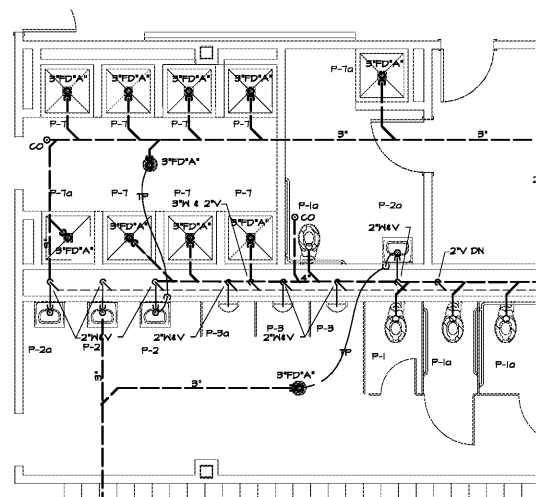 3"FD"A" 3"FD"A" 3"FD"A" 3"FD"A" P-7a 3"FD"A"
P-7 P-7 P-7 P-7
CO 3" 3"
3"FD"A"
P-7a P-7 TP P-7 P-7 P-1a P-2a
3"W & 2"V
CO
3"FD"A" 3"FD"A" 3"FD"A" 2"W&V
3" 3"FD"A" 2"V DN
4"
2"W&V 2"W&V P-3a P-3 2"W&V P-3
P-2a P-2 P-2 TP P-1 P-1a P-1a
3" 3" 3"FD"A"